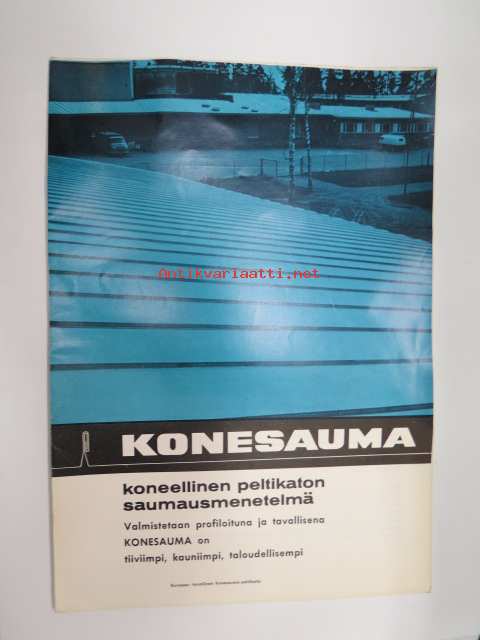 Antikvariaatti.net
KONESAUMA
koneellinen peltikaton
saumausmenetelmä
Valmistetaan profiloituna ja tavallisena
KONESAUMA on
tiiviimpi, kauniimpi, taloudellisempi